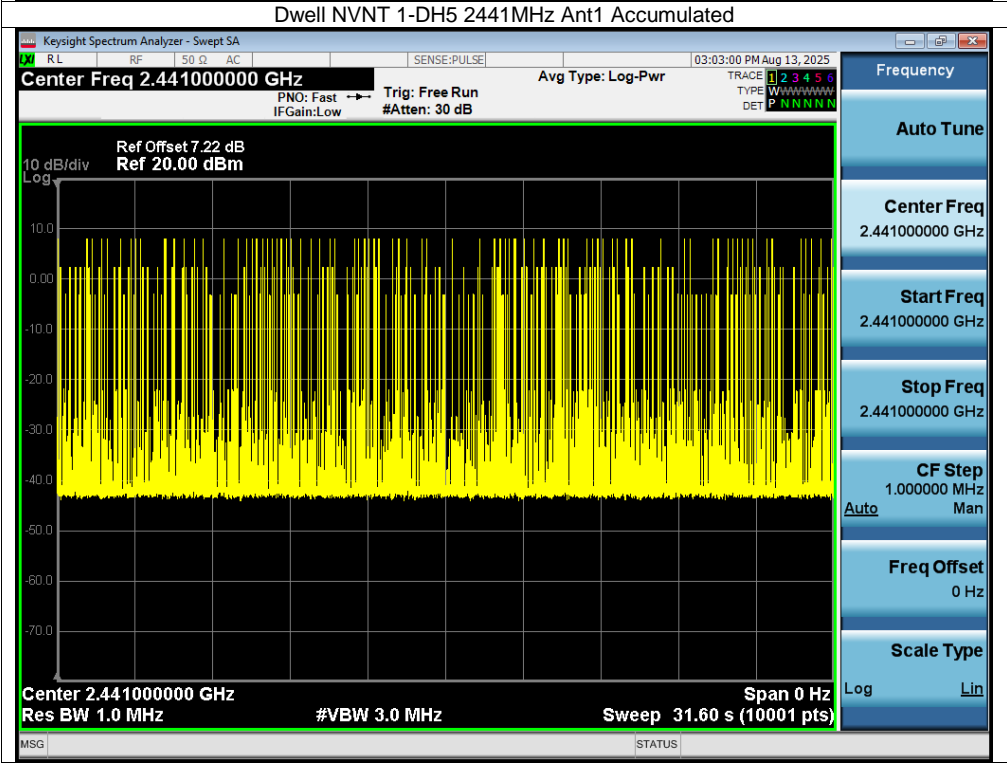 Dwell NVNT 1-DH5 2441MHz Ant1 Accumulated
Keysight Spectrum Analyzer - Swept SA
LXI RL RF 50 Ω AC SENSE:PULSE 03:03:00 PM Aug 13, 2025
Center Freq 2.441000000 GHz
PNO: Fast
IFGain:Low
Trig: Free Run
#Atten: 30 dB
Avg Type: Log-Pwr
TRACE 1 2 3 4 5 6
TYPE WWWWWW
DET P N N N N N
Ref Offset 7.22 dB
10 dB/div Ref 20.00 dBm
Log
10.0
0.00
-10.0
-20.0
-30.0
-40.0
-50.0
-60.0
-70.0
Center 2.441000000 GHz Span 0 Hz
Res BW 1.0 MHz #VBW 3.0 MHz Sweep 31.60 s (10001 pts)
MSG STATUS
Frequency
Auto Tune
Center Freq
2.441000000 GHz
Start Freq
2.441000000 GHz
Stop Freq
2.441000000 GHz
CF Step
1.000000 MHz
Auto Man
Freq Offset
0 Hz
Scale Type
Log Lin